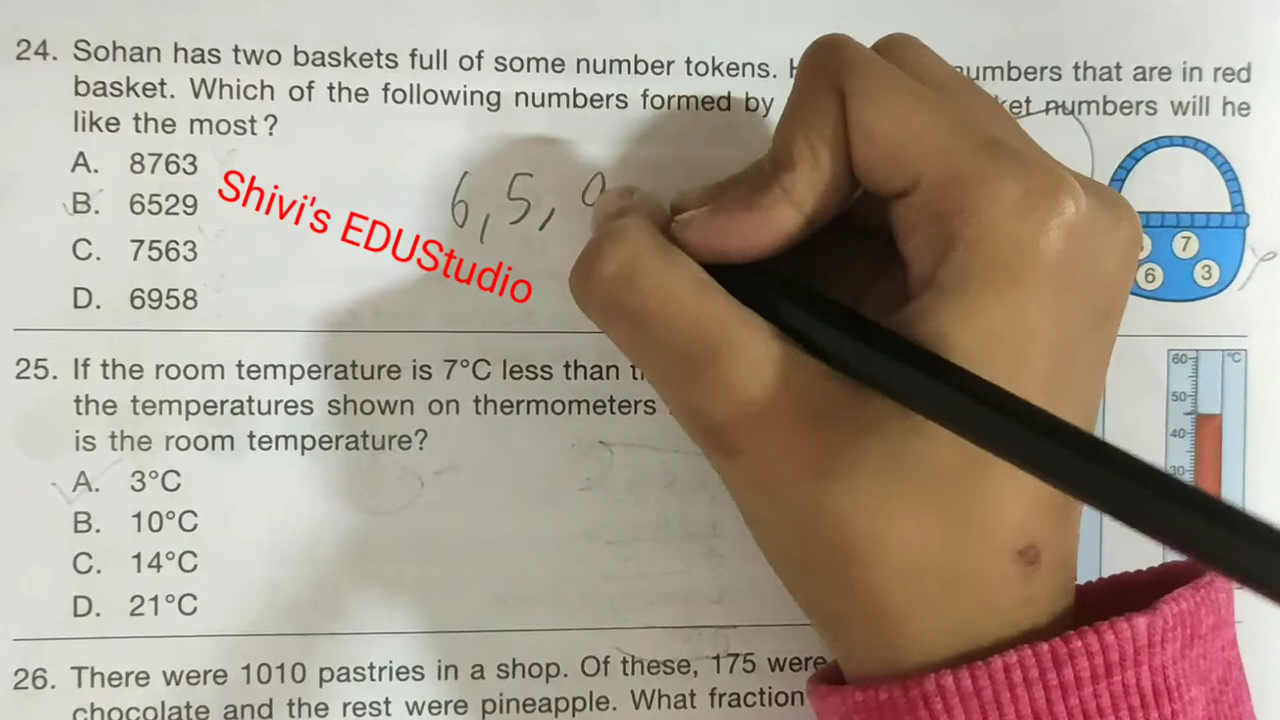 24. Sohan has two baskets full of some number tokens. numbers that are in red
basket. Which of the following numbers formed by numbers will he
like the most?
A. 8763
B. 6529
C. 7563
D. 6958
6, 5, 9
Shivi's EDUStudio
7
6 3
25. If the room temperature is 7°C less than
the temperatures shown on thermometers
is the room temperature?
A. 3°C
B. 10°C
C. 14°C
D. 21°C
60 °C
50
40
30
26. There were 1010 pastries in a shop. Of these, 175 were
chocolate and the rest were pineapple. What fraction